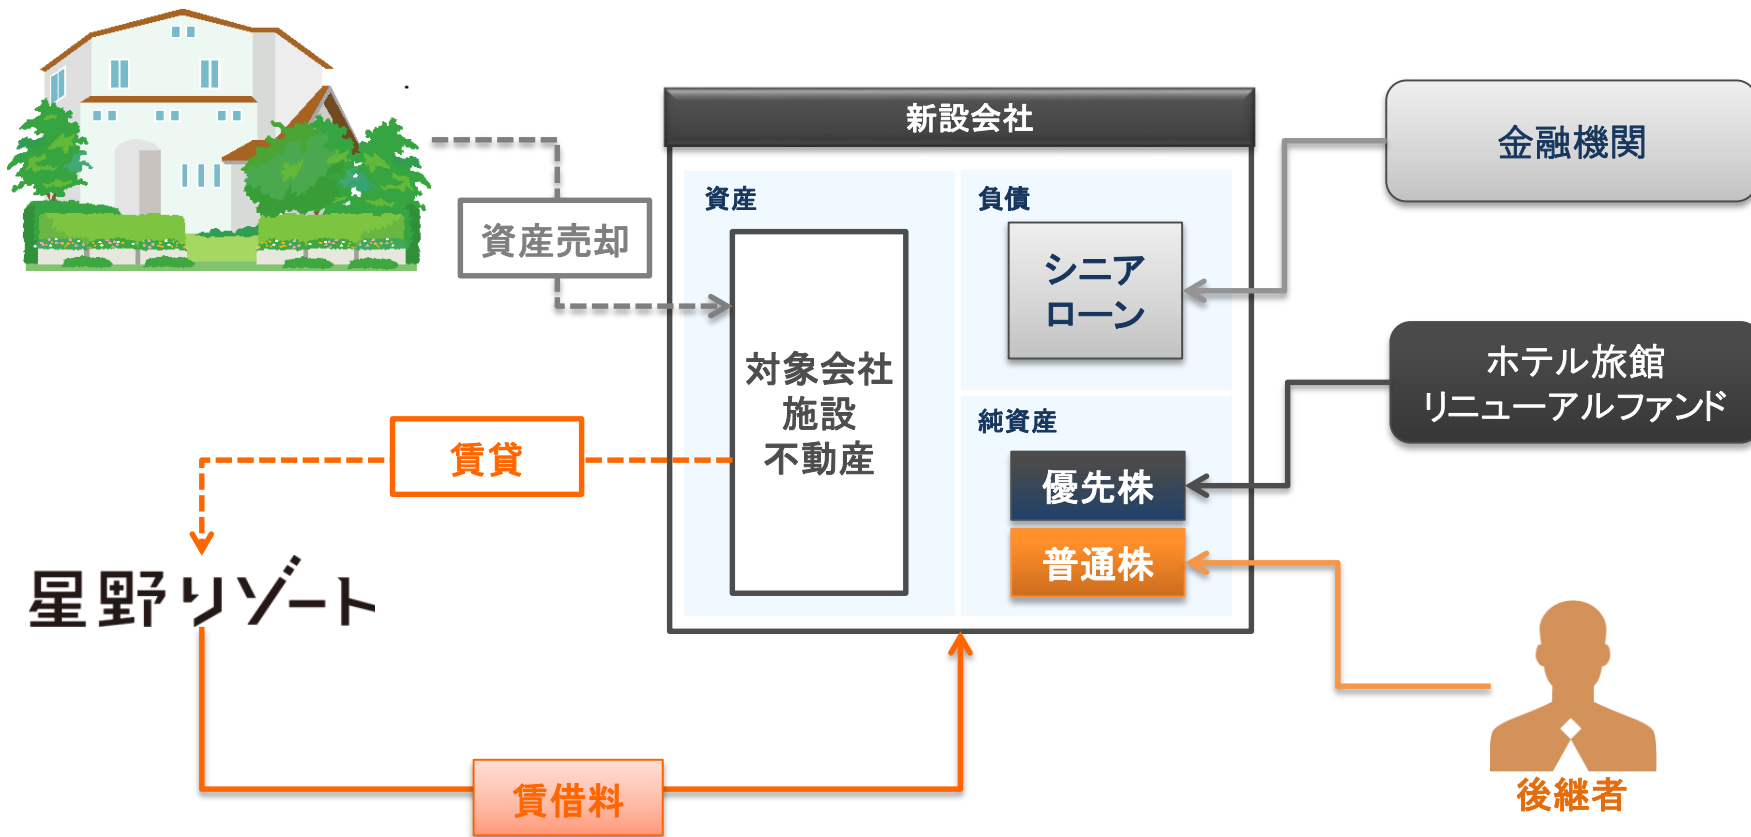 新設会社
金融機関
資産
負債
資産売却
シニア
ローン
対象会社
施設
不動産
ホテル旅館
リニューアルファンド
純資産
賃貸
優先株
普通株
星野リゾート
賃借料
後継者